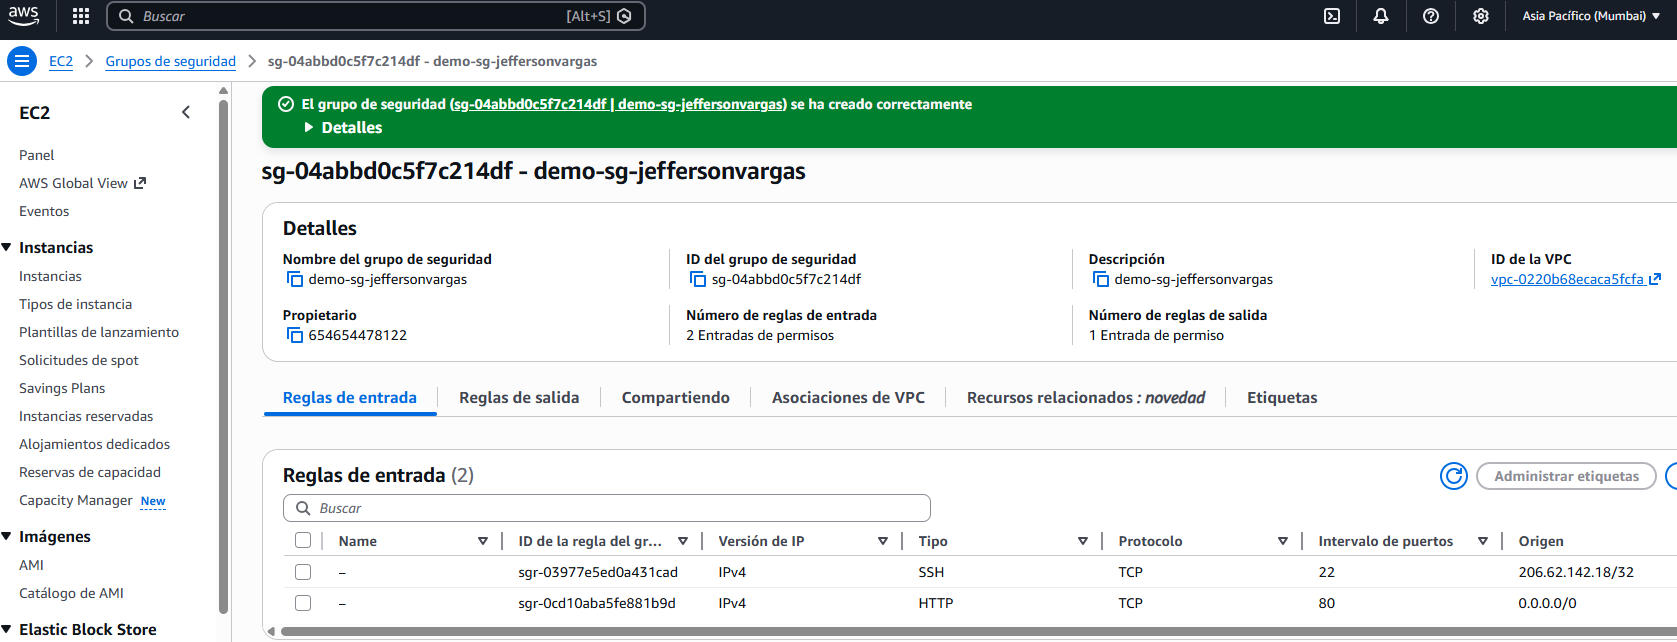 aws
Buscar [Alt+S]
Asia Pacífico (Mumbai)
EC2 Grupos de seguridad sg-04abbd0c5f7c214df - demo-sg-jeffersonvargas
EC2
Panel
AWS Global View
Eventos
Instancias
Instancias
Tipos de instancia
Plantillas de lanzamiento
Solicitudes de spot
Savings Plans
Instancias reservadas
Alojamientos dedicados
Reservas de capacidad
Capacity Manager New
Imágenes
AMI
Catálogo de AMI
Elastic Block Store
El grupo de seguridad (sg-04abbd0c5f7c214df | demo-sg-jeffersonvargas) se ha creado correctamente
Detalles
sg-04abbd0c5f7c214df - demo-sg-jeffersonvargas
Detalles
Nombre del grupo de seguridad
demo-sg-jeffersonvargas
ID del grupo de seguridad
sg-04abbd0c5f7c214df
Descripción
demo-sg-jeffersonvargas
ID de la VPC
vpc-0220b68ecaca5fcfa
Propietario
654654478122
Número de reglas de entrada
2 Entradas de permisos
Número de reglas de salida
1 Entrada de permiso
Reglas de entrada Reglas de salida Compartiendo Asociaciones de VPC Recursos relacionados : novedad Etiquetas
Reglas de entrada (2)
Administrar etiquetas
Buscar
Name ID de la regla del gr... Versión de IP Tipo Protocolo Intervalo de puertos Origen
– sgr-03977e5ed0a431cad IPv4 SSH TCP 22 206.62.142.18/32
– sgr-0cd10aba5fe881b9d IPv4 HTTP TCP 80 0.0.0.0/0